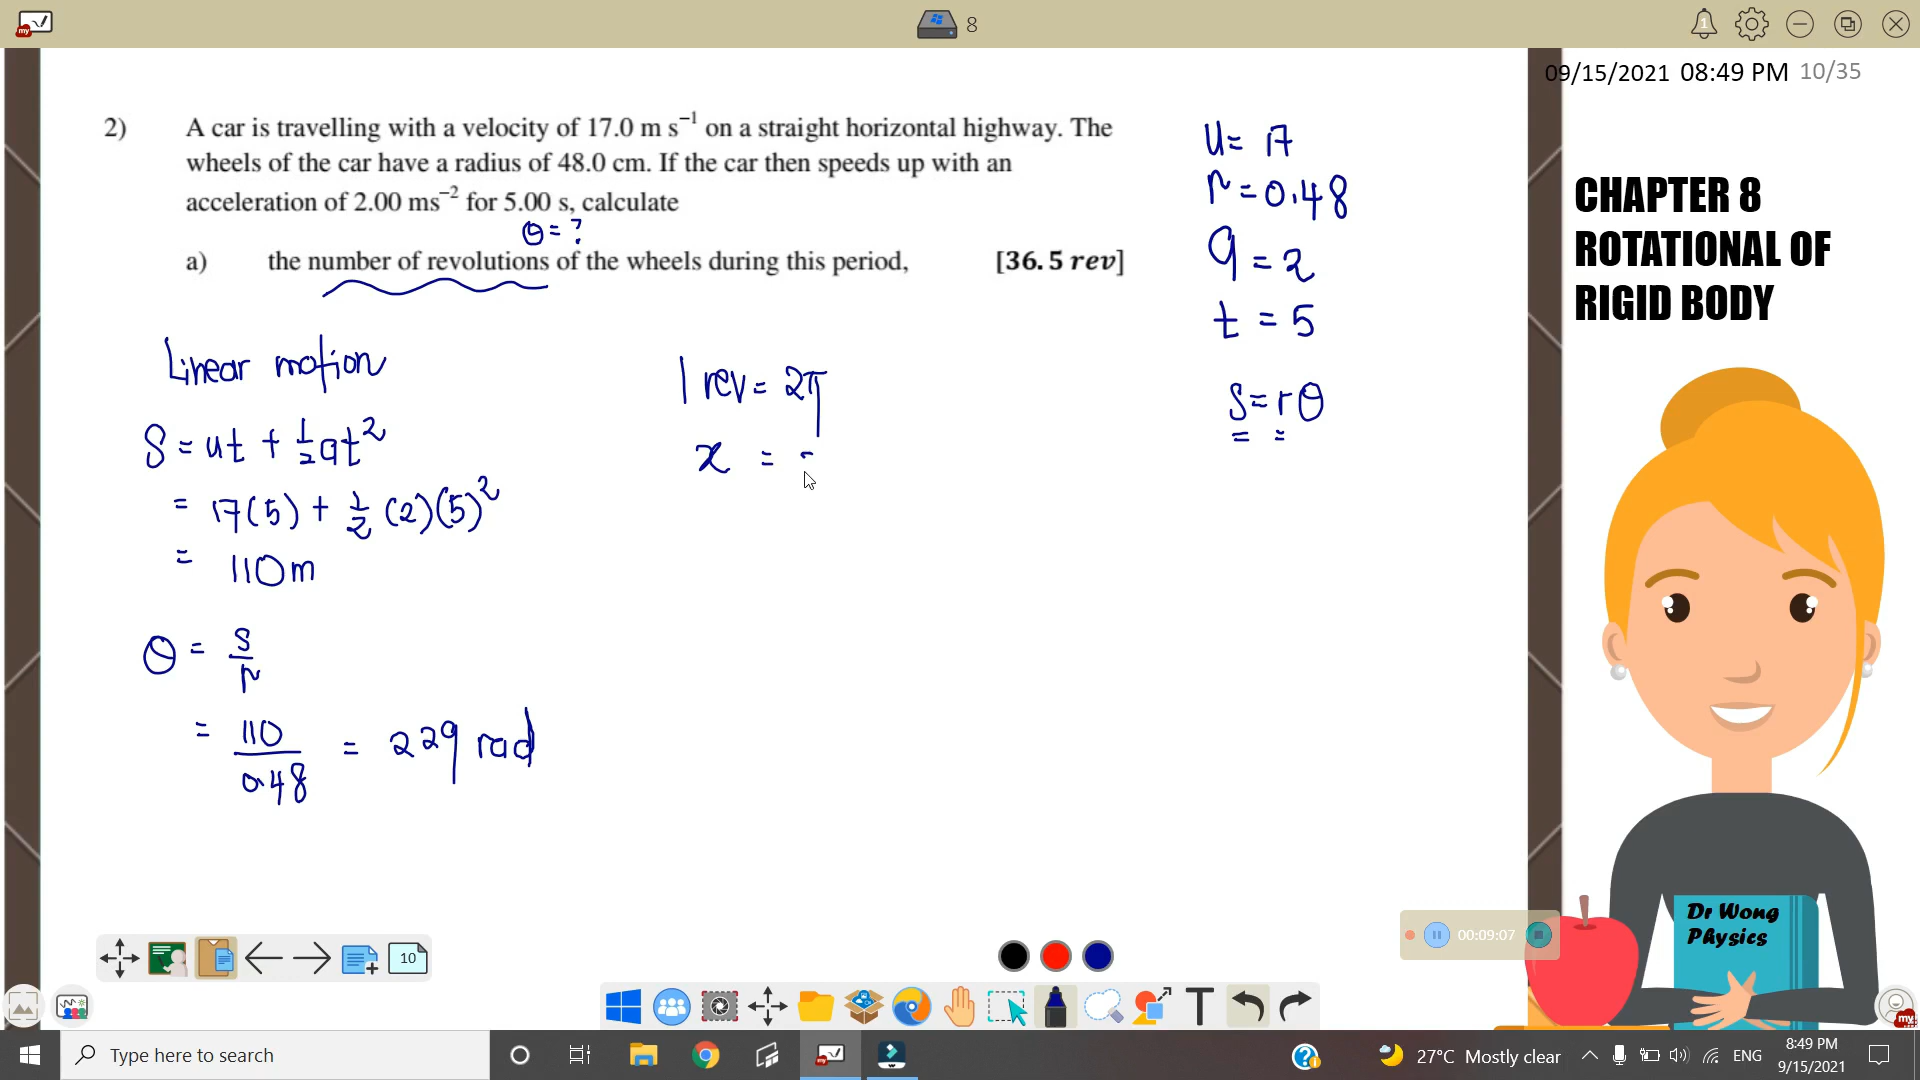 8
1
09/15/2021 08:49 PM 10/35
2) A car is travelling with a velocity of 17.0 m s⁻¹ on a straight horizontal highway. The
wheels of the car have a radius of 48.0 cm. If the car then speeds up with an
acceleration of 2.00 ms⁻² for 5.00 s, calculate
θ = ?
a) the number of revolutions of the wheels during this period, [36.5 rev]
u = 17
r = 0.48
a = 2
t = 5
s = rθ
Linear motion
s = ut + ½at²
= 17(5) + ½ (2)(5)²
= 110m
θ = s/r
= 110/0.48 = 229 rad
1 rev = 2π
x =
CHAPTER 8
ROTATIONAL OF
RIGID BODY
Dr Wong
Physics
00:09:07
10
T
my
my
Type here to search
27°C Mostly clear
ENG
8:49 PM
9/15/2021